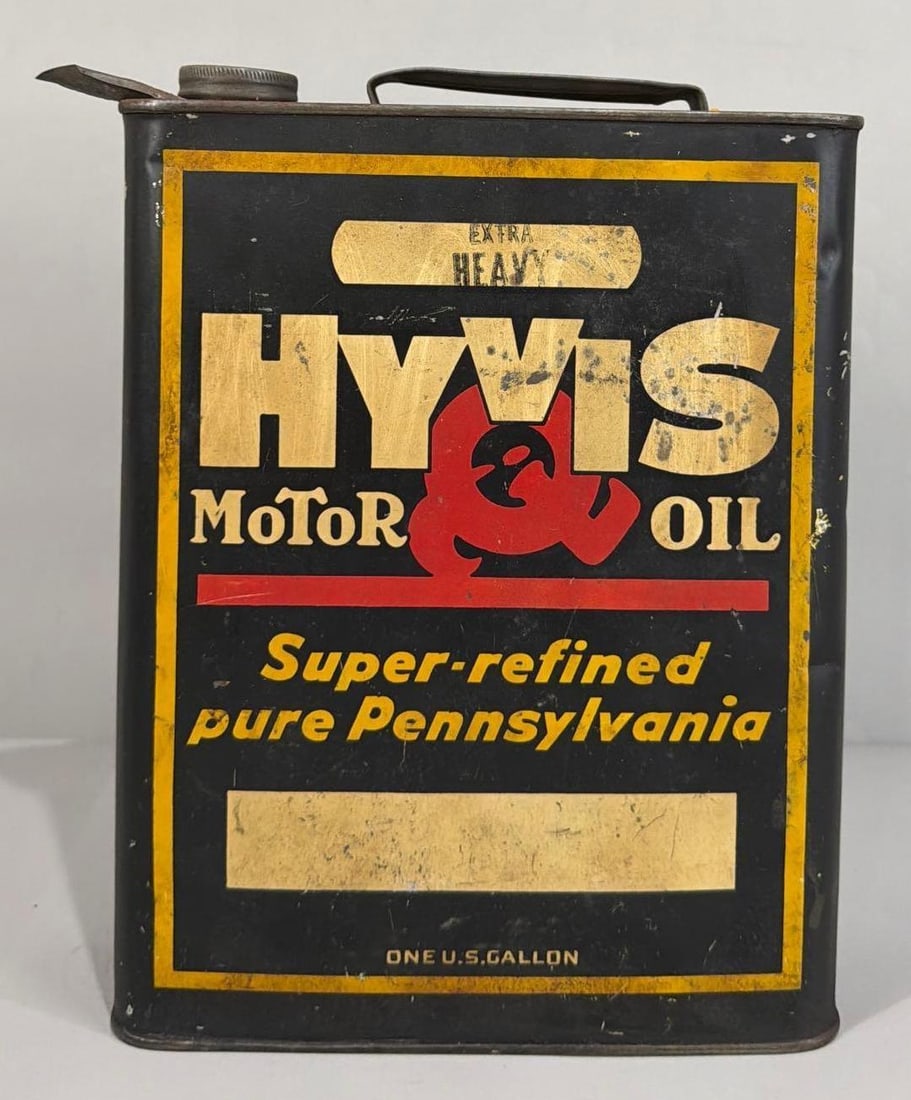 EXTRA
HEAVY
HYVIS
MOTOR OIL
Super-refined
pure Pennsylvania
ONE U.S. GALLON